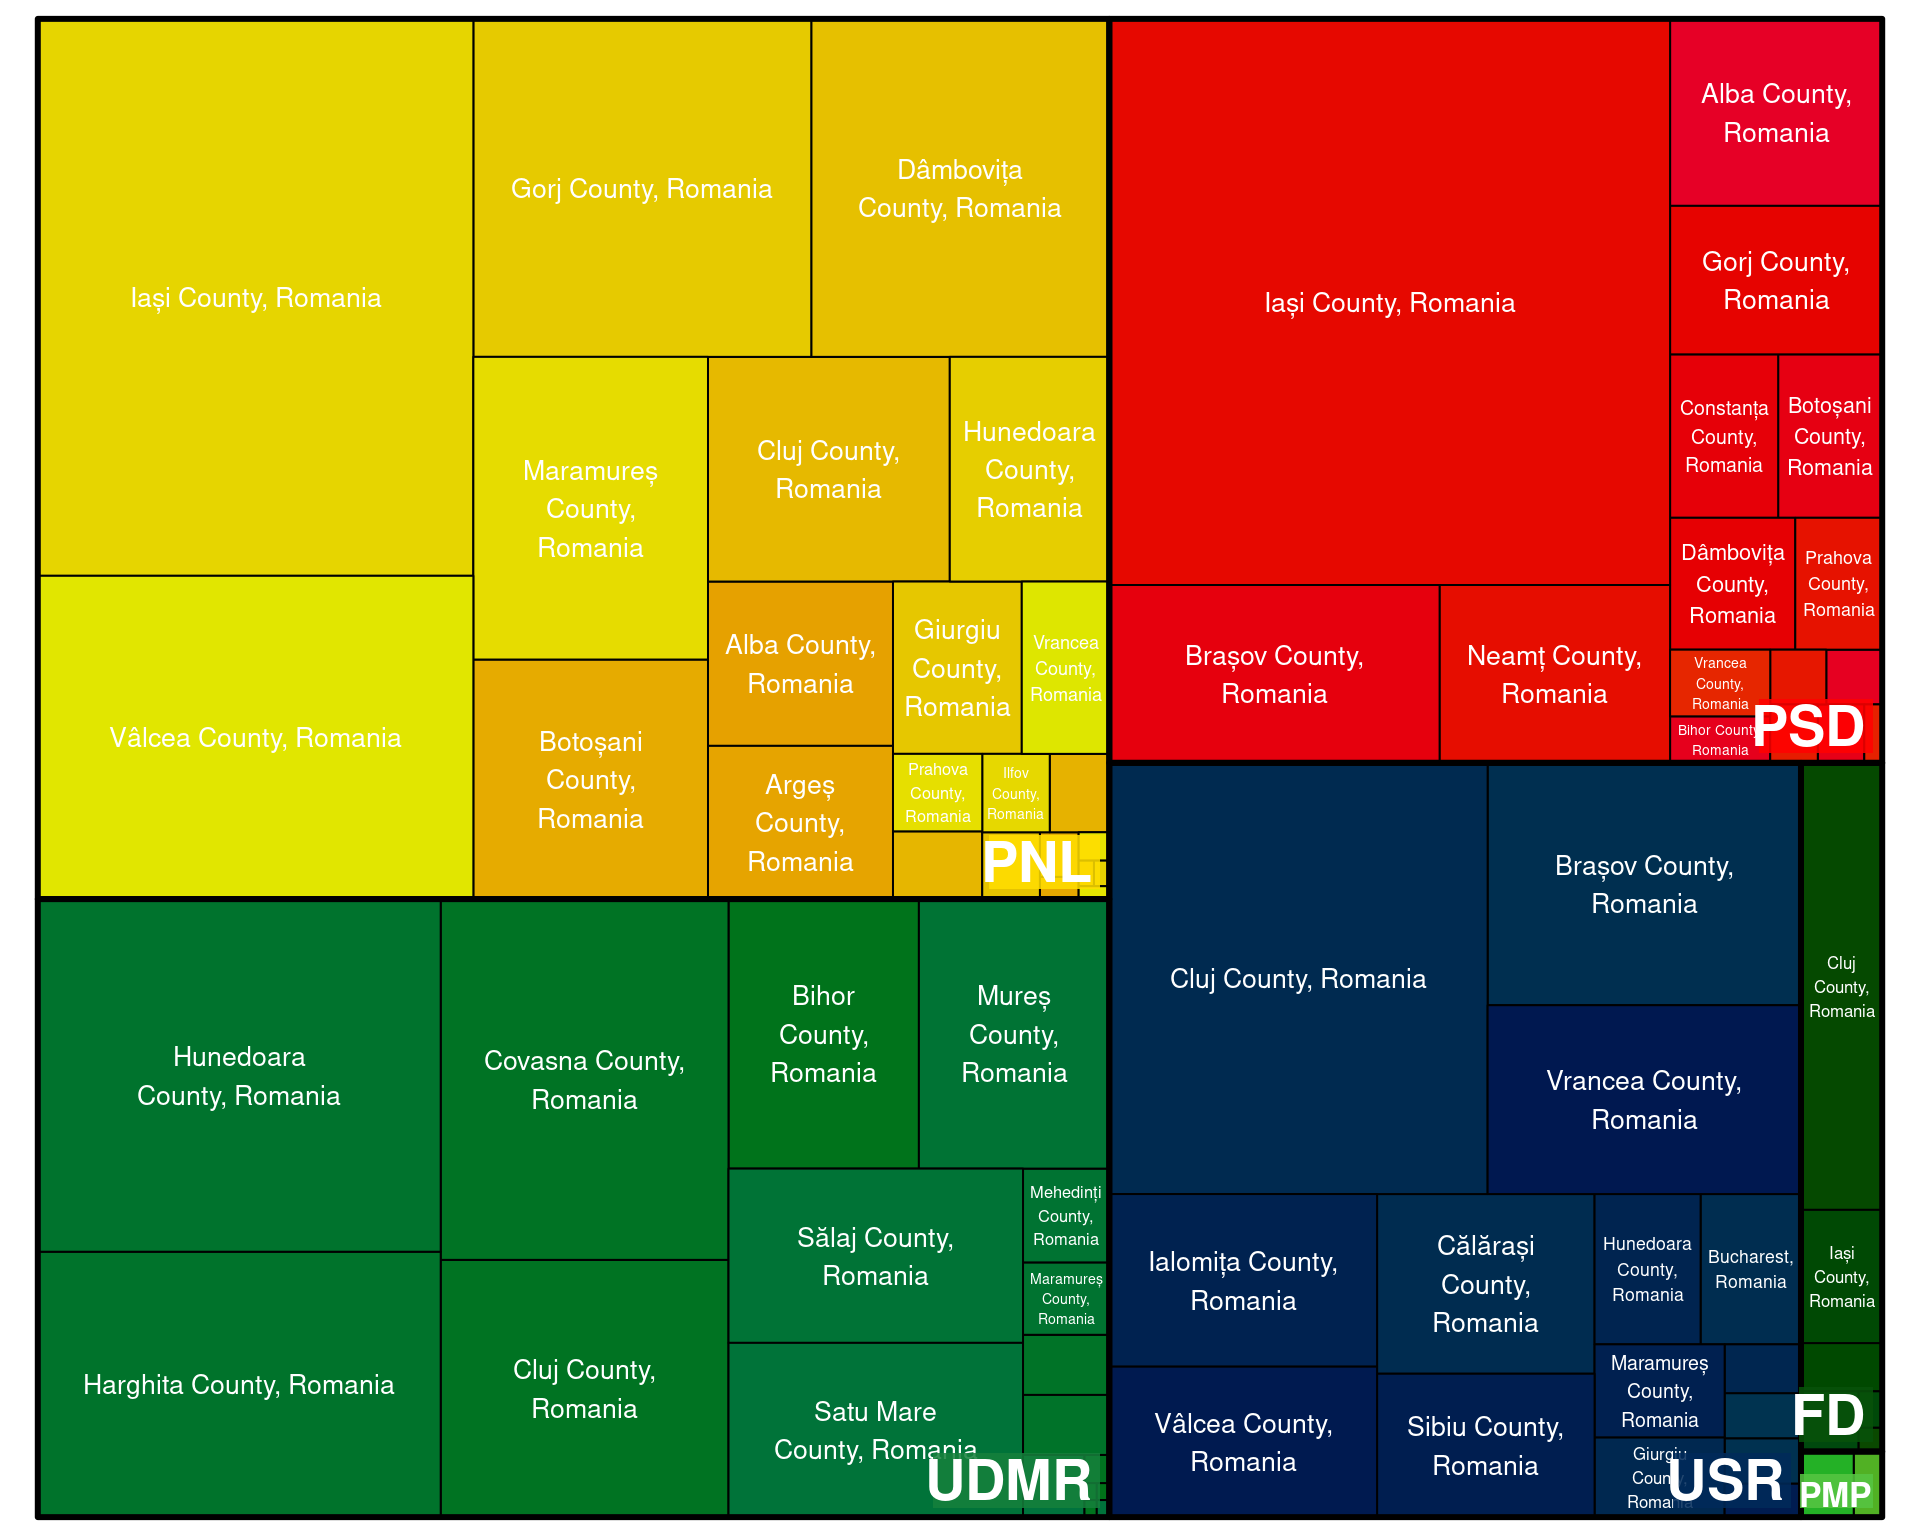 Iași County, Romania
Gorj County, Romania
Dâmbovița
County, Romania
Maramureș
County,
Romania
Cluj County,
Romania
Hunedoara
County,
Romania
Vâlcea County, Romania
Botoșani
County,
Romania
Alba County,
Romania
Argeș
County,
Romania
Giurgiu
County,
Romania
Vrancea
County,
Romania
Prahova
County,
Romania
Ilfov
County,
Romania
PNL
Iași County, Romania
Alba County,
Romania
Gorj County,
Romania
Constanța
County,
Romania
Botoșani
County,
Romania
Dâmbovița
County,
Romania
Prahova
County,
Romania
Brașov County,
Romania
Neamț County,
Romania
Vrancea
County,
Romania
Bihor County
Romania
PSD
Hunedoara
County, Romania
Harghita County, Romania
Covasna County,
Romania
Cluj County,
Romania
Bihor
County,
Romania
Mureș
County,
Romania
Sălaj County,
Romania
Mehedinți
County,
Romania
Maramureș
County,
Romania
Satu Mare
County, Romania
UDMR
Cluj County, Romania
Brașov County,
Romania
Vrancea County,
Romania
Ialomița County,
Romania
Călărași
County,
Romania
Hunedoara
County,
Romania
Bucharest,
Romania
Vâlcea County,
Romania
Sibiu County,
Romania
Maramureș
County,
Romania
Giurgiu
County,
Romania
USR
Cluj
County,
Romania
Iași
County,
Romania
FD
PMP